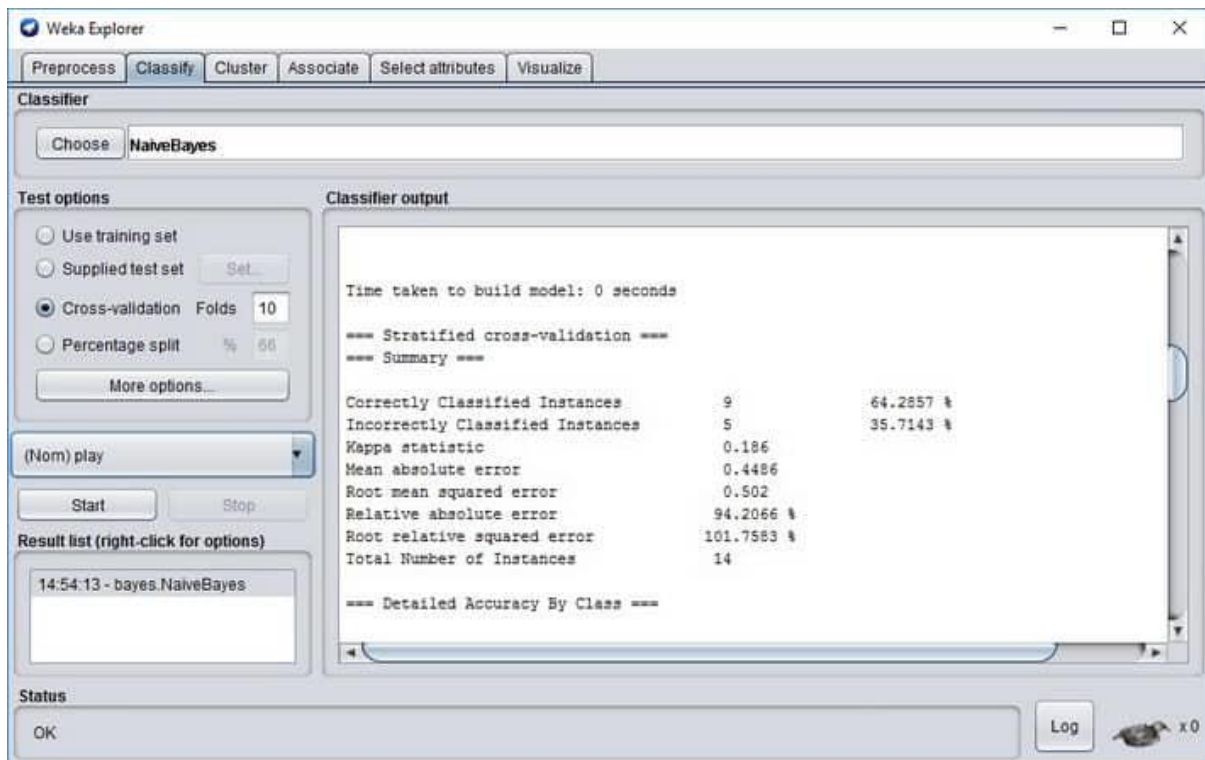 Weka Explorer
Preprocess Classify Cluster Associate Select attributes Visualize
Classifier
Choose NaiveBayes
Test options
Use training set
Supplied test set Set...
Cross-validation Folds 10
Percentage split % 66
More options...
(Nom) play
Start Stop
Result list (right-click for options)
14:54:13 - bayes.NaiveBayes
Classifier output
Time taken to build model: 0 seconds
=== Stratified cross-validation ===
=== Summary ===
Correctly Classified Instances 9 64.2857 %
Incorrectly Classified Instances 5 35.7143 %
Kappa statistic 0.186
Mean absolute error 0.4486
Root mean squared error 0.502
Relative absolute error 94.2066 %
Root relative squared error 101.7583 %
Total Number of Instances 14
=== Detailed Accuracy By Class ===
Status
OK
Log x 0